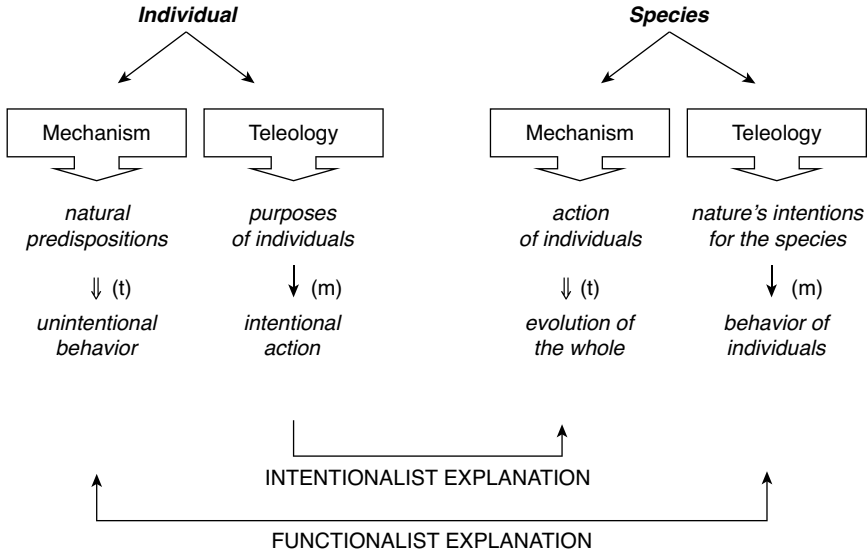 Individual
Species
Mechanism
Teleology
Mechanism
Teleology
natural
predispositions
purposes
of individuals
action
of individuals
nature’s intentions
for the species
(t)
(m)
(t)
(m)
unintentional
behavior
intentional
action
evolution of
the whole
behavior of
individuals
INTENTIONALIST EXPLANATION
FUNCTIONALIST EXPLANATION